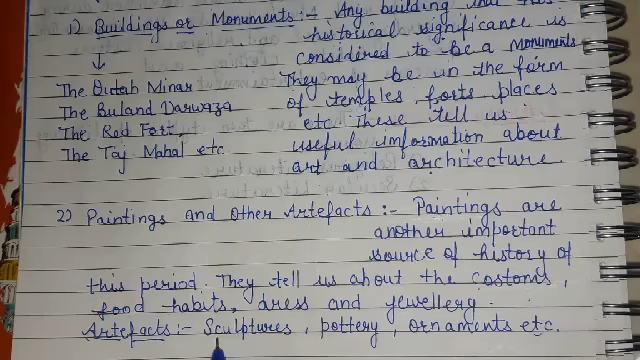 1) Buildings or Monuments :- Any building that has
historical significance is
↓ considered to be a Monuments
The Qutab Minar They may be in the form
The Buland Darwaza of temples, forts places
The Red Fort, etc. These tell us
The Taj Mahal etc. useful information about
art and architecture.
2) Paintings and Other Artefacts :- Paintings are
another important
source of history of
this period. They tell us about the costoms,
food habits, dress and jewellery.
Artefacts :- Sculptures, pottery, ornaments etc.